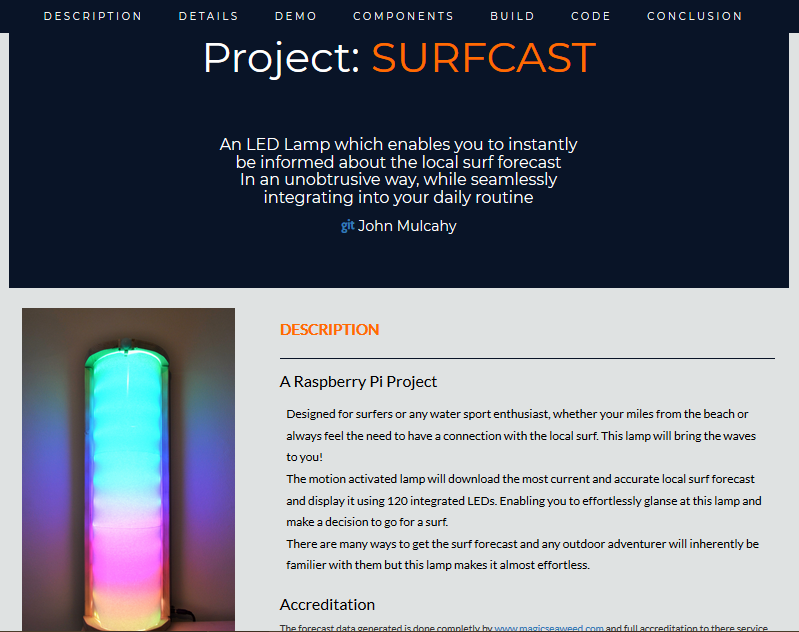 DESCRIPTION DETAILS DEMO COMPONENTS BUILD CODE CONCLUSION
Project: SURFCAST
An LED Lamp which enables you to instantly
be informed about the local surf forecast
In an unobtrusive way, while seamlessly
integrating into your daily routine
git John Mulcahy
DESCRIPTION
A Raspberry Pi Project
Designed for surfers or any water sport enthusiast, whether your miles from the beach or
always feel the need to have a connection with the local surf. This lamp will bring the waves
to you!
The motion activated lamp will download the most current and accurate local surf forecast
and display it using 120 integrated LEDs. Enabling you to effortlessly glanse at this lamp and
make a decision to go for a surf.
There are many ways to get the surf forecast and any outdoor adventurer will inherently be
familier with them but this lamp makes it almost effortless.
Accreditation
The forecast data generated is done completly by www.magicseaweed.com and full accreditation to there service